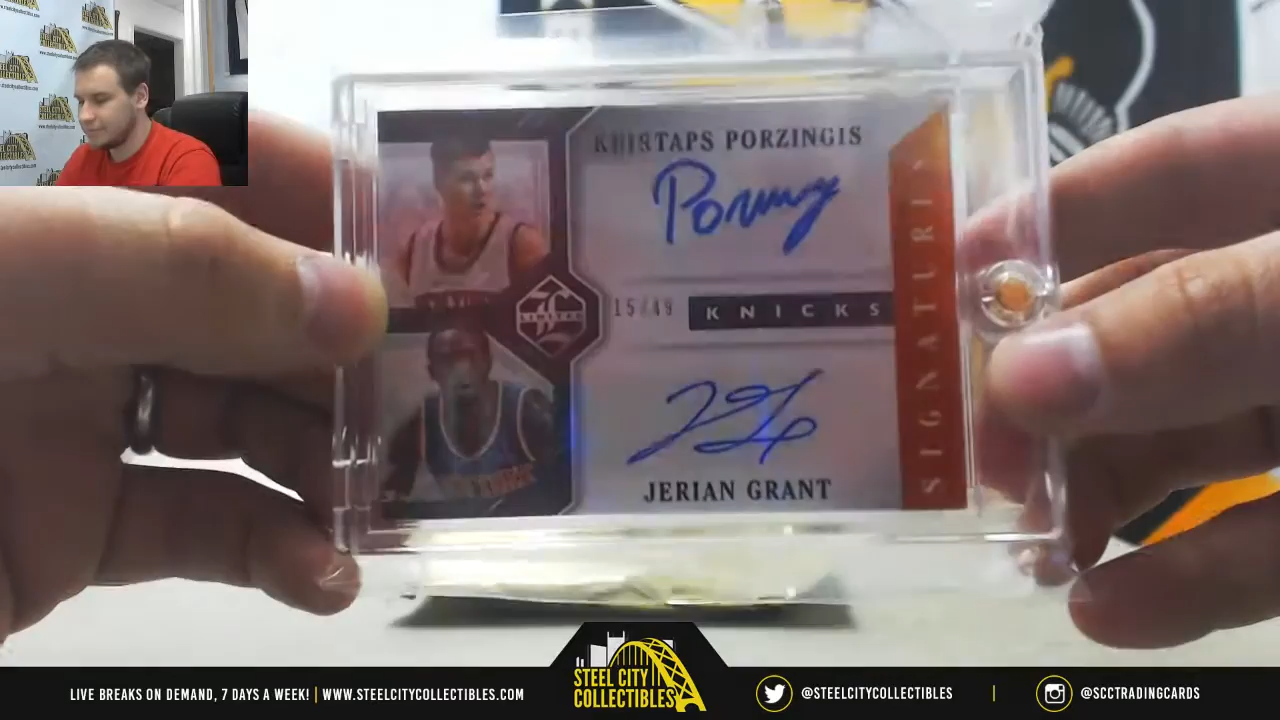 KRISTAPS PORZINGIS
LIMITED
15/49
KNICKS
JERIAN GRANT
SIGNATURES
LIVE BREAKS ON DEMAND, 7 DAYS A WEEK! | WWW.STEELCITYCOLLECTIBLES.COM
STEEL CITY
COLLECTIBLES
@STEELCITYCOLLECTIBLES
|
@SCCTRADINGCARDS